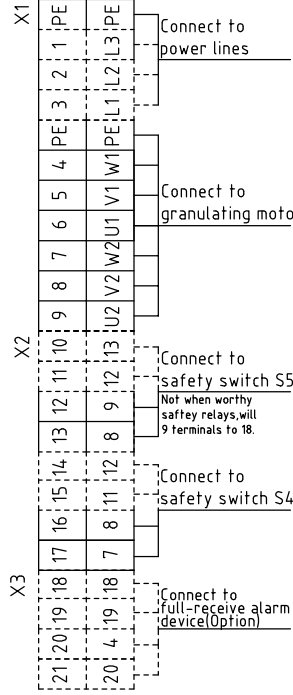 X1
PE PE
1 L3
2 L2
3 L1
Connect to
power lines
PE PE
4 W1
5 V1
6 U1
7 W2
8 V2
9 U2
Connect to
granulating moto
X2
10 13
11 12
12 9
13 8
Connect to
safety switch S5
Not when worthy
saftey relays,will
9 terminals to 18.
14 12
15 11
16 8
17 7
Connect to
safety switch S4
X3
18 18
19 19
20 4
21 20
Connect to
full-receive alarm
device(Option)